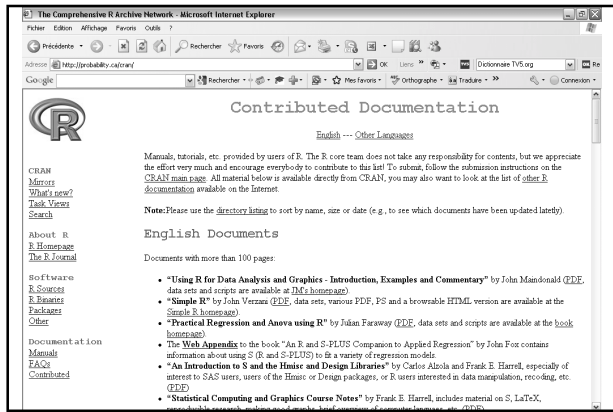 The Comprehensive R Archive Network - Microsoft Internet Explorer
Fichier Edition Affichage Favoris Outils ?
Précédente Rechercher Favoris
Adresse http://probability.ca/cran/ OK Liens » Dictionnaire TV5.org Re
Google Rechercher Mes favoris Orthographe Traduire » Connexion
R
Contributed Documentation
English --- Other Languages
CRAN
Mirrors
What's new?
Task Views
Search
About R
R Homepage
The R Journal
Software
R Sources
R Binaries
Packages
Other
Documentation
Manuals
FAQs
Contributed
Manuals, tutorials, etc. provided by users of R. The R core team does not take any responsibility for contents, but we appreciate
the effort very much and encourage everybody to contribute to this list! To submit, follow the submission instructions on the
CRAN main page. All material below is available directly from CRAN, you may also want to look at the list of other R
documentation available on the Internet.
Note:Please use the directory listing to sort by name, size or date (e.g., to see which documents have been updated latetly).
English Documents
Documents with more than 100 pages:
• “Using R for Data Analysis and Graphics - Introduction, Examples and Commentary” by John Maindonald (PDF,
data sets and scripts are available at JM's homepage).
• “Simple R” by John Verzani (PDF, data sets, various PDF, PS and a browsable HTML version are available at the
Simple R homepage).
• “Practical Regression and Anova using R” by Julian Faraway (PDF, data sets and scripts are available at the book
homepage).
• The Web Appendix to the book “An R and S-PLUS Companion to Applied Regression” by John Fox contains
information about using S (R and S-PLUS) to fit a variety of regression models.
• “An Introduction to S and the Hmisc and Design Libraries” by Carlos Alzola and Frank E. Harrell, especially of
interest to SAS users, users of the Hmisc or Design packages, or R users interested in data manipulation, recoding, etc.
(PDF)
• “Statistical Computing and Graphics Course Notes” by Frank E. Harrell, includes material on S, LaTeX,
reproducible research, making good graphs, brief overview of computer languages, etc. (PDF)